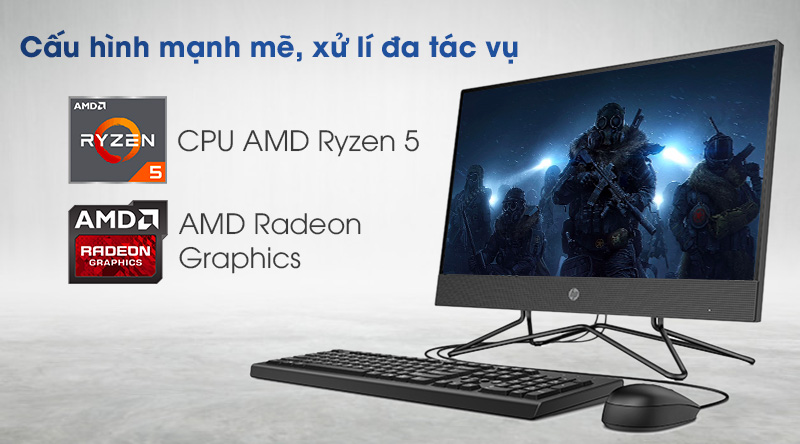 Cấu hình mạnh mẽ, xử lí đa tác vụ
AMD
RYZEN
5
CPU AMD Ryzen 5
AMD
RADEON
GRAPHICS
AMD Radeon
Graphics
hp